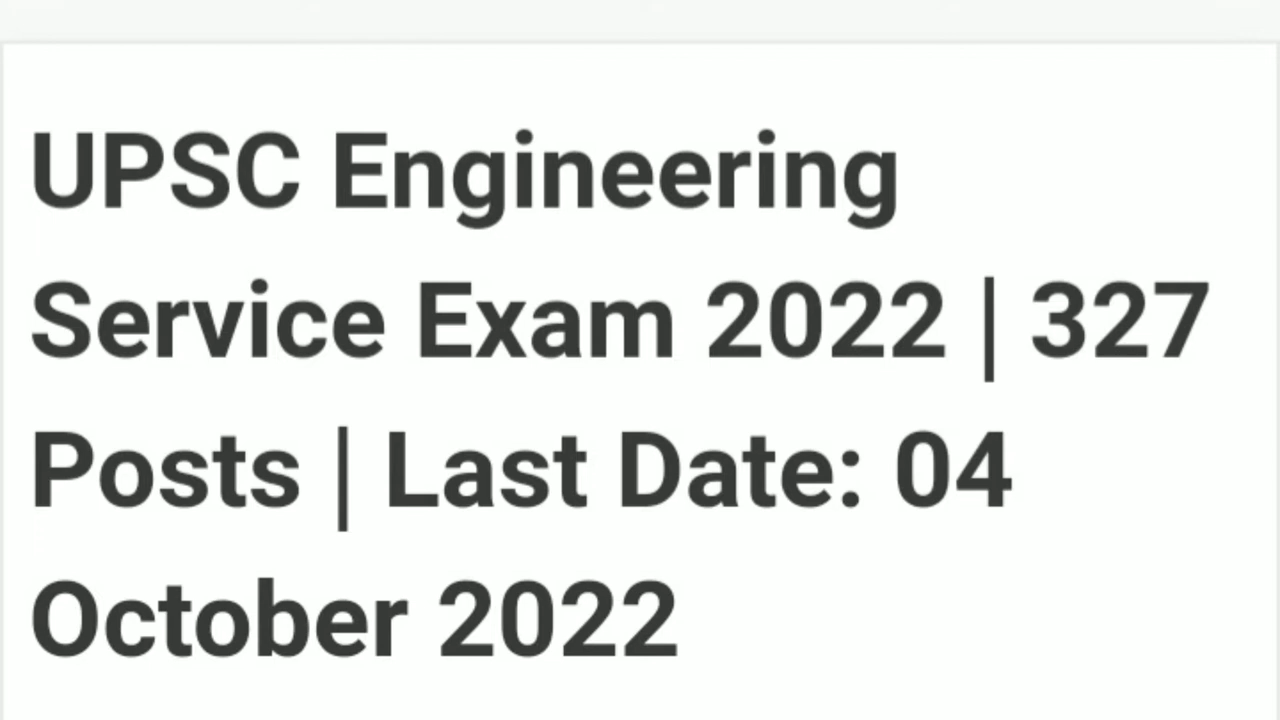 UPSC Engineering
Service Exam 2022 | 327
Posts | Last Date: 04
October 2022